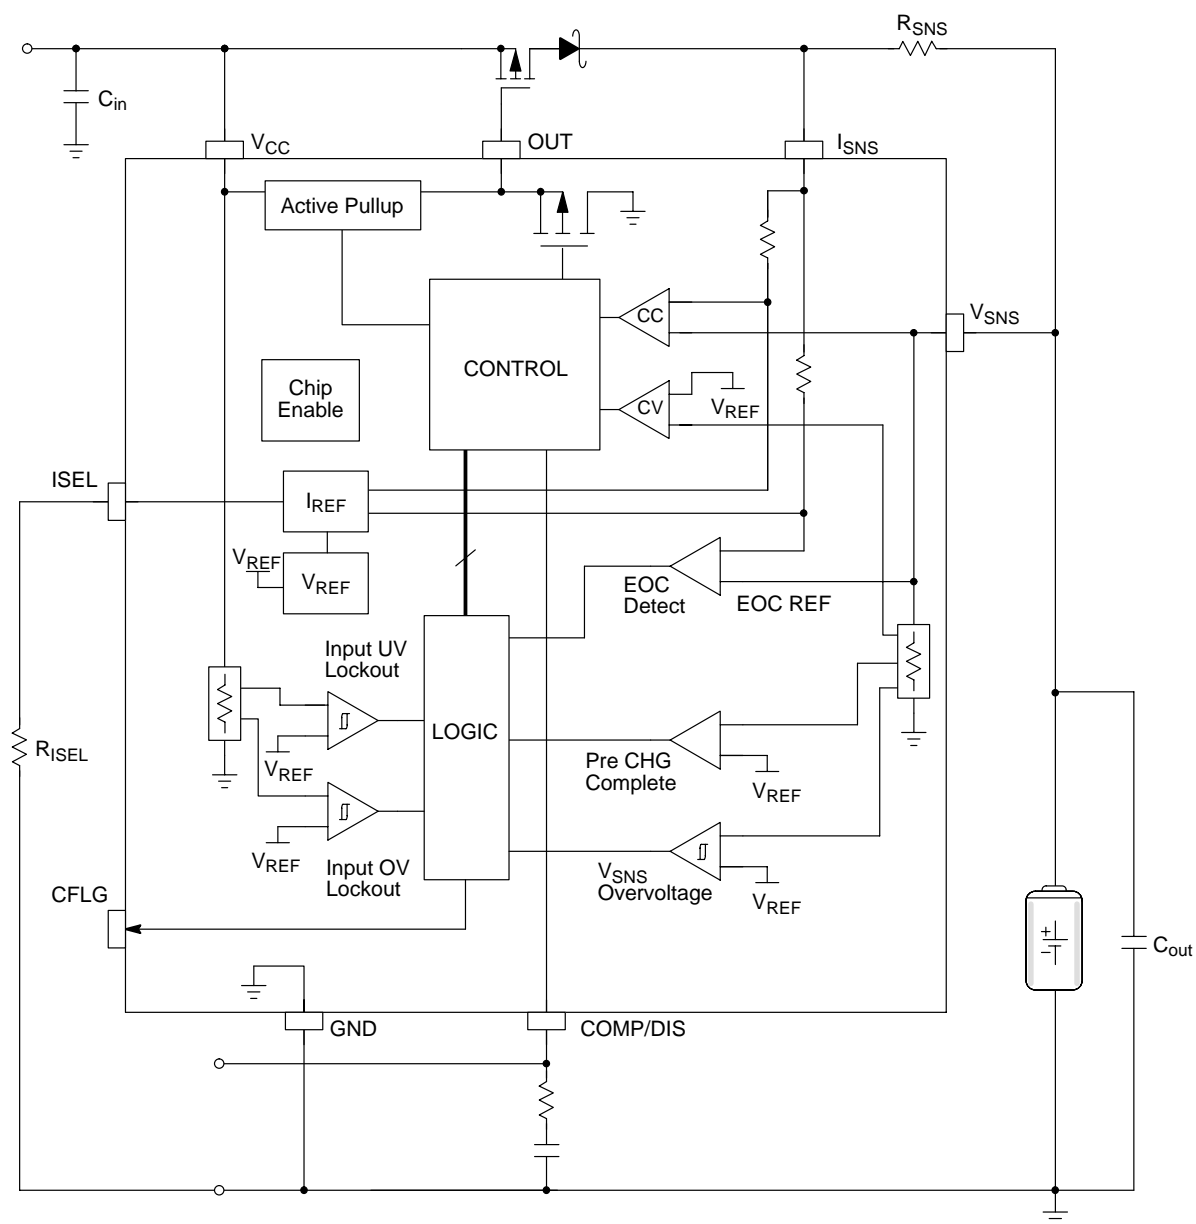 RSNS
Cin
VCC
OUT
ISNS
Active Pullup
CC
VSNS
CONTROL
Chip
Enable
CV
VREF
ISEL
IREF
VREF
VREF
EOC
Detect
EOC REF
Input UV
Lockout
LOGIC
RISEL
VREF
Pre CHG
Complete
VREF
VREF
Input OV
Lockout
VSNS
Overvoltage
VREF
CFLG
+
−
Cout
GND
COMP/DIS